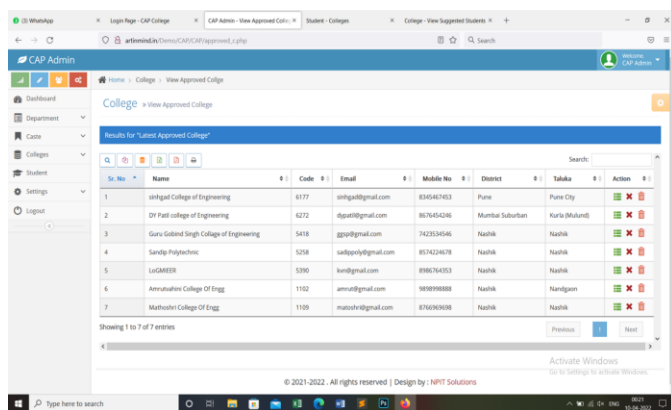 (3) WhatsApp
Login Page - CAP College
CAP Admin - View Approved Colleg
Student - Colleges
College - View Suggested Students
artinmind.in/Demo/CAP/CAP/approved_c.php
Search
CAP Admin
Welcome,
CAP Admin
Home > College > View Approved Collge
Dashboard
Department
Caste
Colleges
Student
Settings
Logout
College » View Approved College
Results for "Latest Approved College"
Search:
Sr. No Name Code Email Mobile No District Taluka Action
1 sinhgad College of Engineering 6177 sinhgad@gmail.com 8345467453 Pune Pune City
2 DY Patil college of Engineering 6272 dypatil@gmail.com 8676454246 Mumbai Suburban Kurla (Mulund)
3 Guru Gobind Singh Collage of Engineering 5418 ggsp@gmail.com 7423534546 Nashik Nashik
4 Sandip Polytechnic 5258 sadippoly@gmail.com 8574224678 Nashik Nashik
5 LoGMIEER 5390 8986764353 Nashik Nashik
6 Amrutvahini College Of Engg 1102 amrut@gmail.com 9898998888 Nashik Nandgaon
7 Mathoshri College Of Engg 1109 matoshri@gmail.com 8766969698 Nashik Nashik
Showing 1 to 7 of 7 entries
Previous 1 Next
Activate Windows
Go to Settings to activate Windows.
© 2021-2022 . All rights reserved | Design by : NPIT Solutions
Type here to search
ENG
00:21
10-04-2022